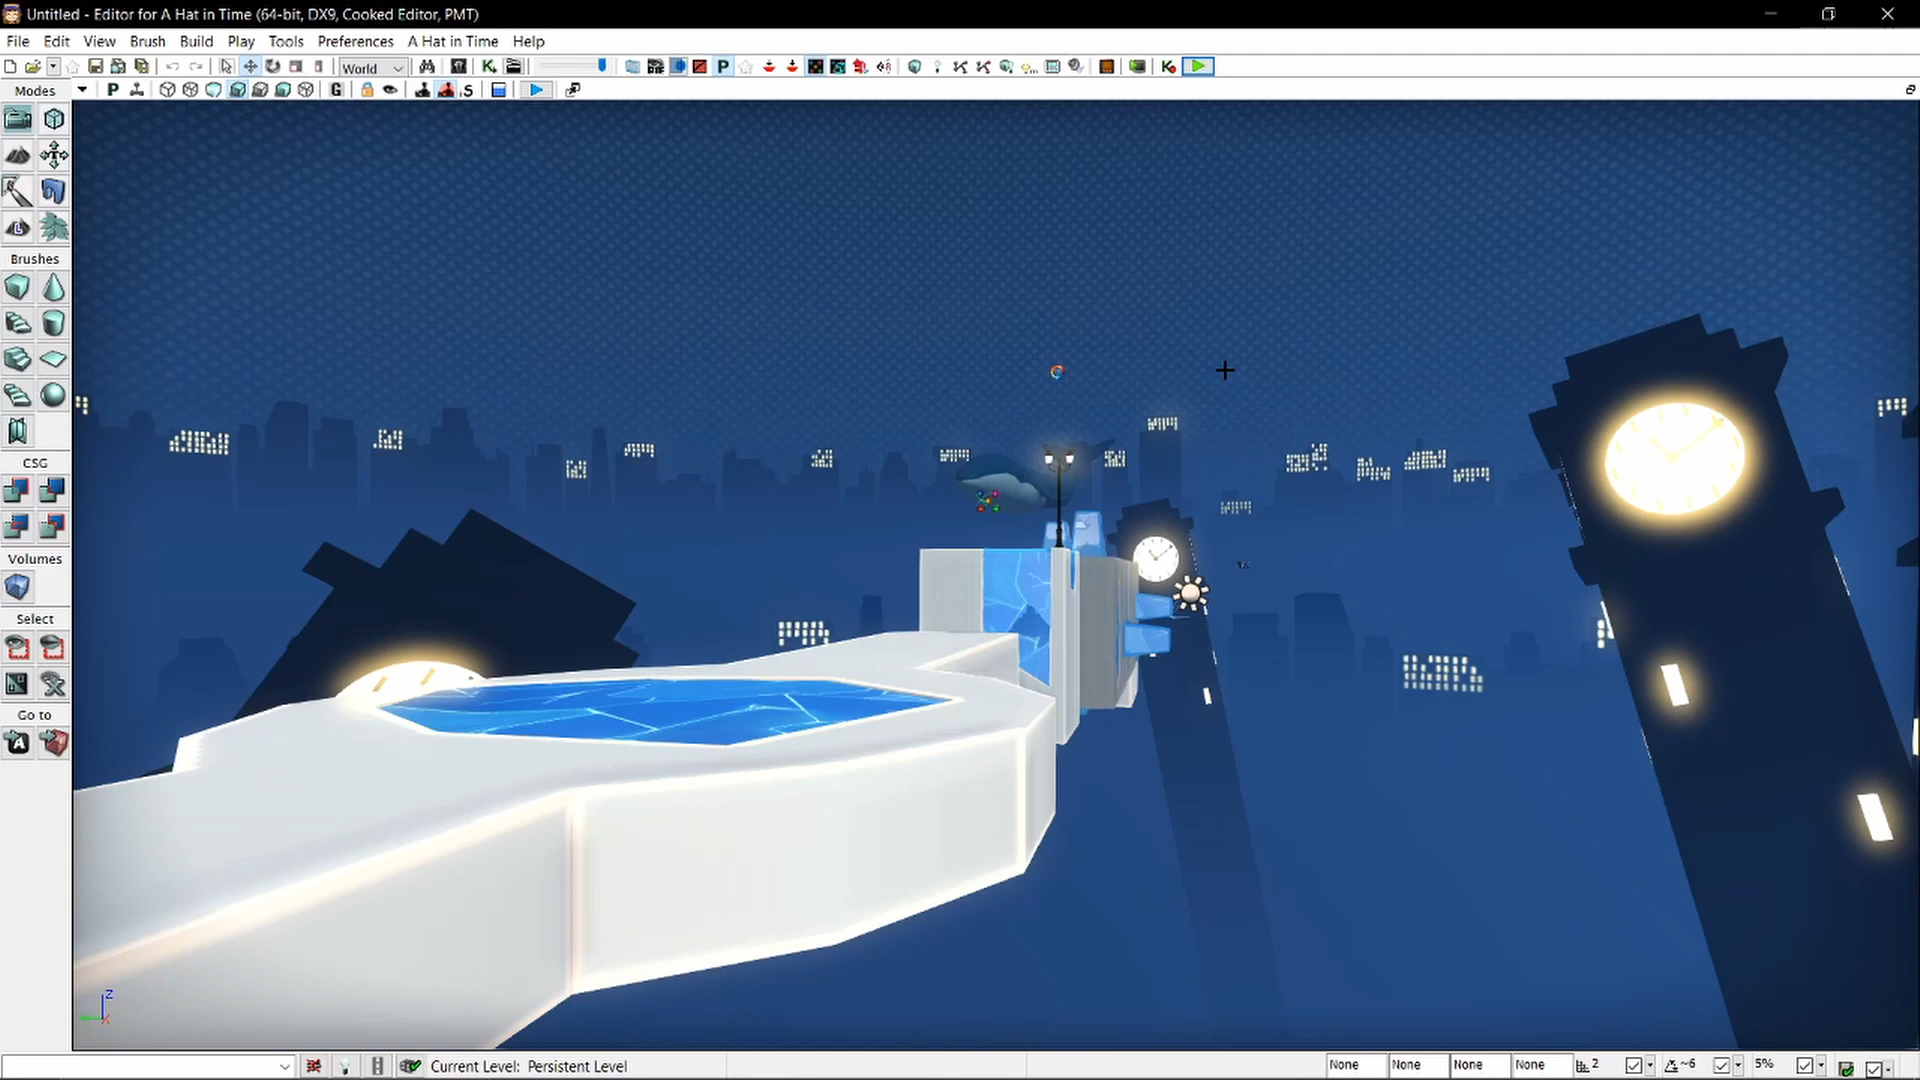 Untitled - Editor for A Hat in Time (64-bit, DX9, Cooked Editor, PMT)
File Edit View Brush Build Play Tools Preferences A Hat in Time Help
World
Modes
P G S
Brushes
CSG
Volumes
Select
Go to
Z
X
Current Level: Persistent Level
None None None None 2 ~6 5%